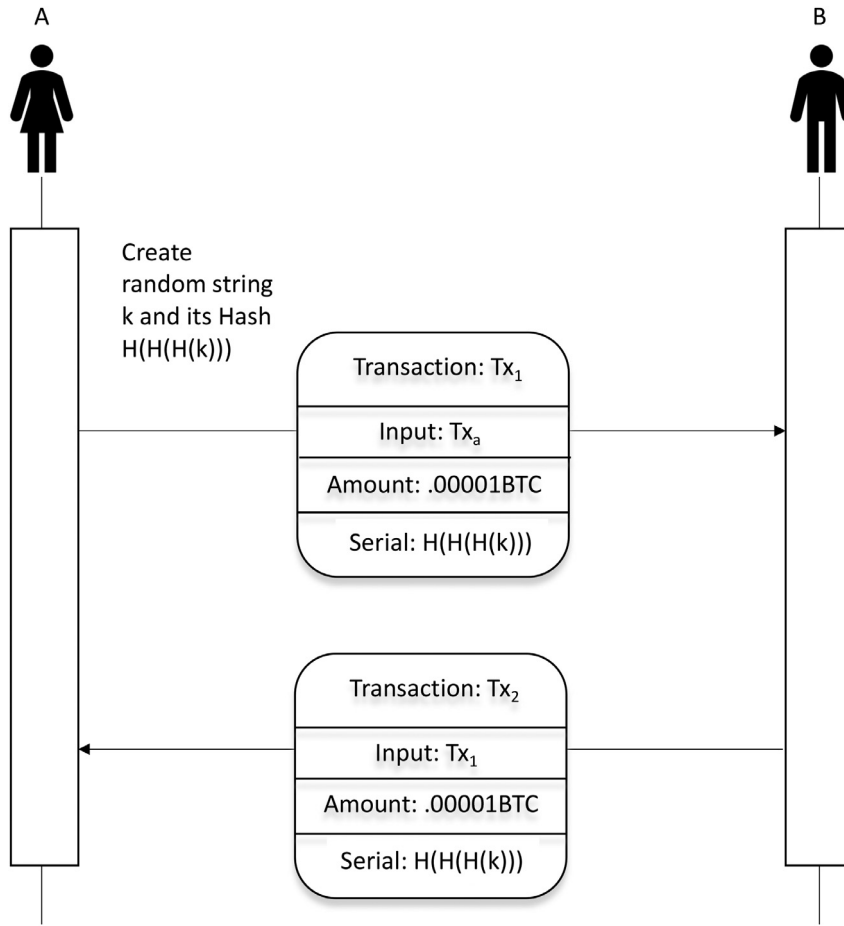 A
B
Create
random string
k and its Hash
H(H(H(k)))
Transaction: Tx₁
Input: Txₐ
Amount: .00001BTC
Serial: H(H(H(k)))
Transaction: Tx₂
Input: Tx₁
Amount: .00001BTC
Serial: H(H(H(k)))